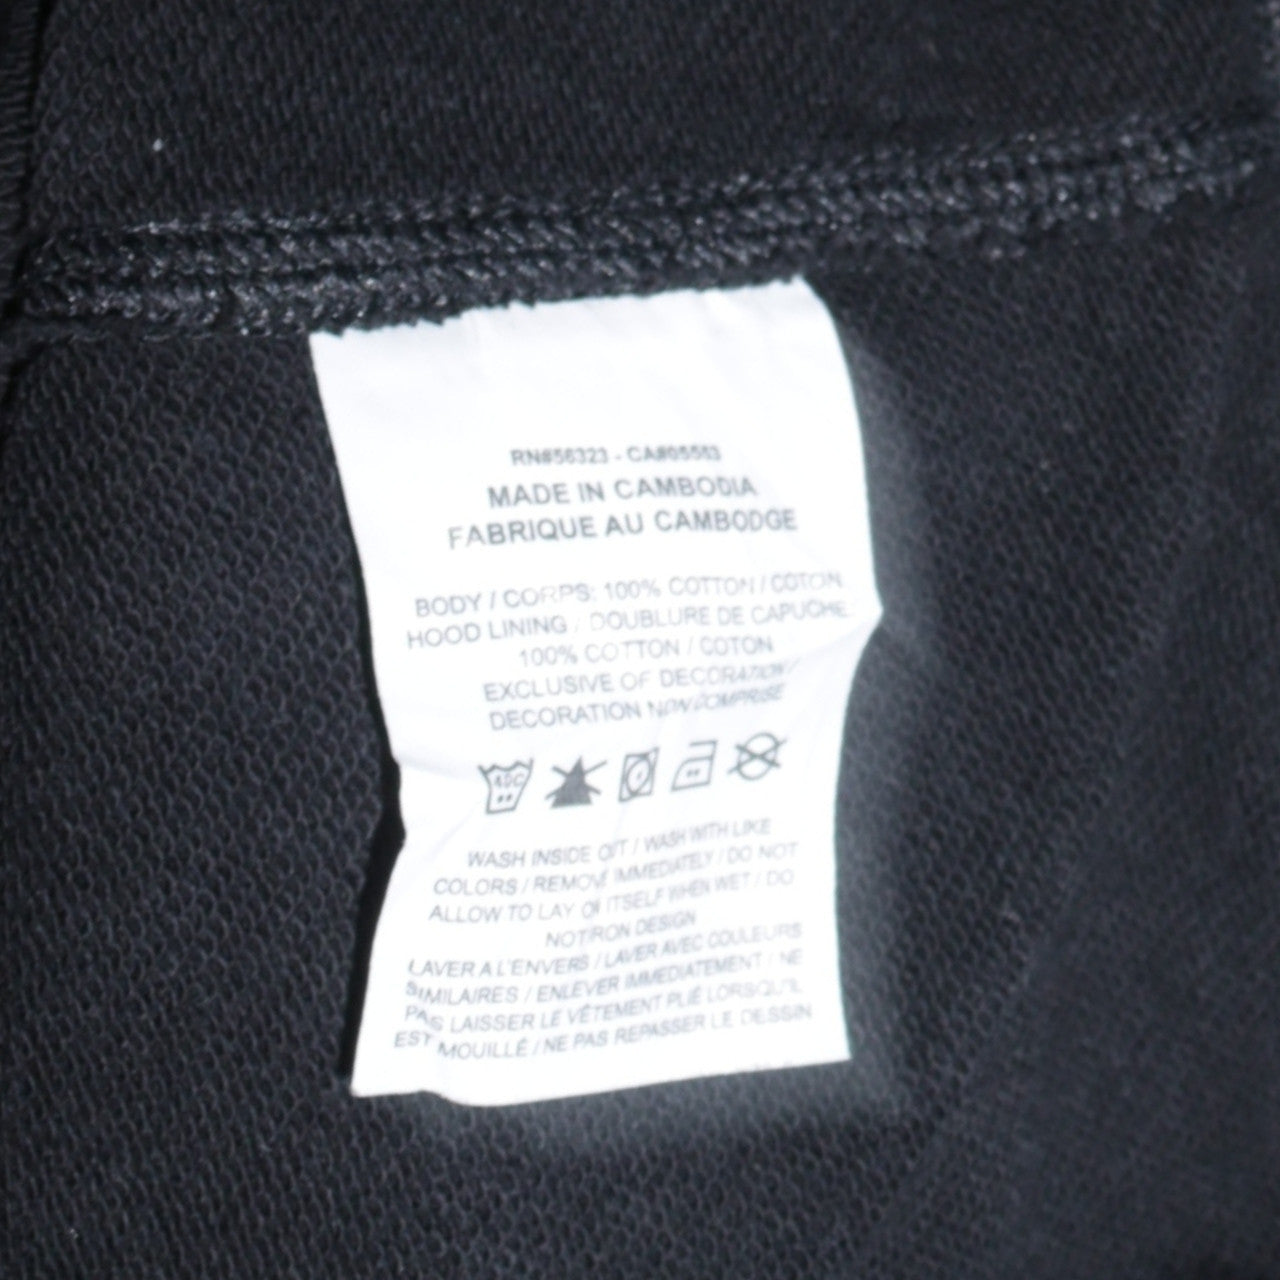 RN#56323 - CA#05583
MADE IN CAMBODIA
FABRIQUE AU CAMBODGE
BODY / CORPS: 100% COTTON / COTON
HOOD LINING / DOUBLURE DE CAPUCHE
100% COTTON / COTON
EXCLUSIVE OF DECORATION /
DECORATION NON COMPRISE
40C
WASH INSIDE OUT / WASH WITH LIKE
COLORS / REMOVE IMMEDIATELY / DO NOT
ALLOW TO LAY ON ITSELF WHEN WET / DO
NOT IRON DESIGN
LAVER A L'ENVERS / LAVER AVEC COULEURS
SIMILAIRES / ENLEVER IMMEDIATEMENT / NE
PAS LAISSER LE VÊTEMENT PLIÉ LORSQU'IL
EST MOUILLÉ / NE PAS REPASSER LE DESSIN